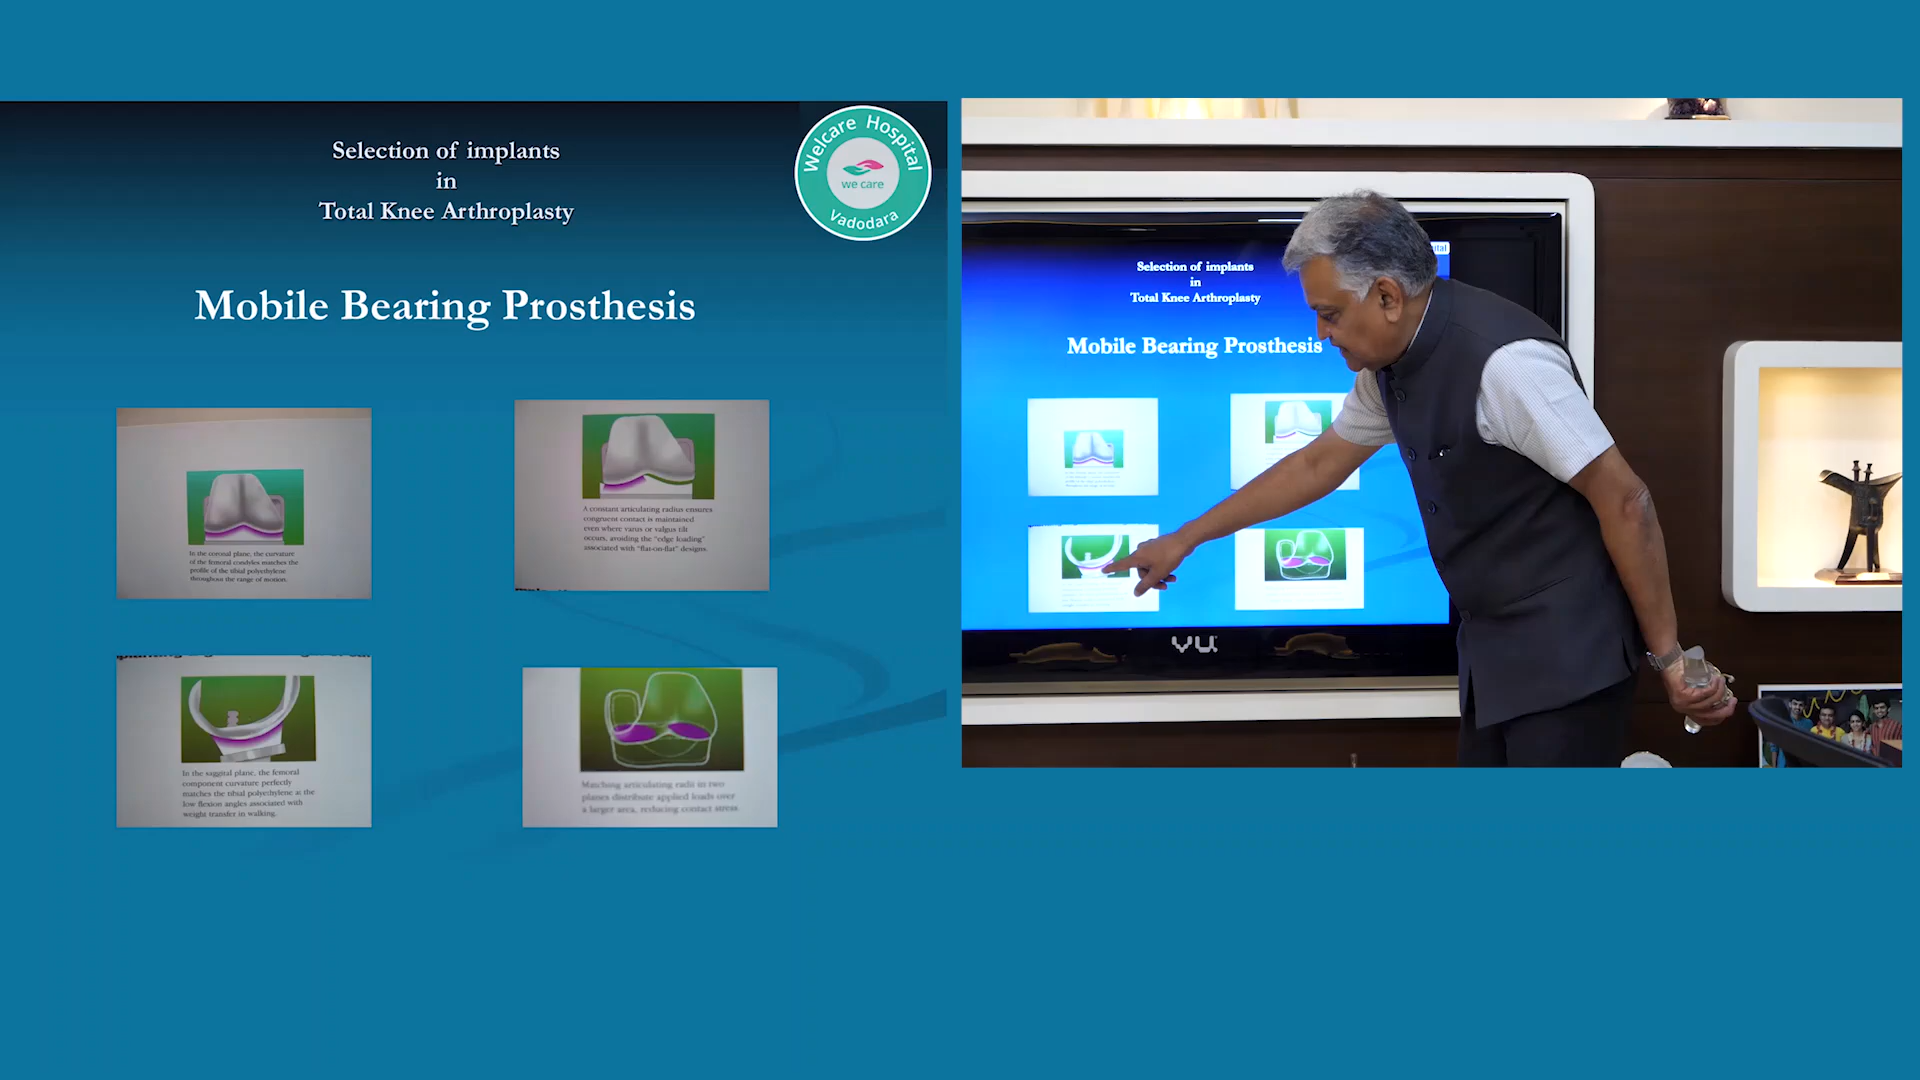 Selection of implants
in
Total Knee Arthroplasty
Welcare Hospital
we care
Vadodara
Mobile Bearing Prosthesis
In the coronal plane, the curvature
of the femoral condyles matches the
profile of the tibial polyethylene
throughout the range of motion.
A constant articulating radius ensures
congruent contact is maintained
even where varus or valgus tilt
occurs, avoiding the "edge loading"
associated with "flat-on-flat" designs.
In the saggital plane, the femoral
component curvature perfectly
matches the tibial polyethylene at the
low flexion angles associated with
weight transfer in walking.
Matching articulating radii in two
planes distribute applied loads over
a larger area, reducing contact stress
Selection of implants
in
Total Knee Arthroplasty
Mobile Bearing Prosthesis
VU